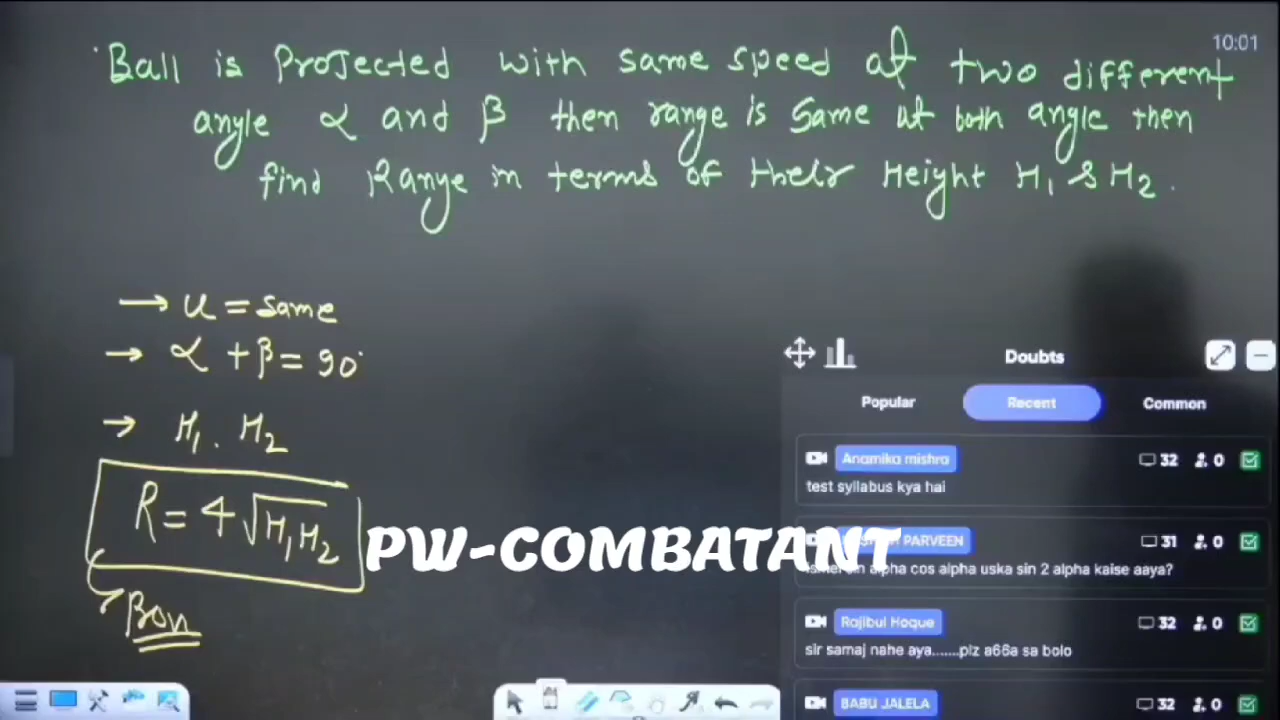 10:01
Ball is Projected with same speed at two different
angle α and β then range is same at both angle then
find Range in terms of their Height H₁ & H₂.
→ u = same
→ α + β = 90°
→ H₁ . H₂
R = 4√H₁H₂
PW-COMBATANT
Doubts
Popular Recent Common
Anamika mishra 32 0
test syllabus kya hai
PARVEEN 31 0
sin alpha cos alpha uska sin 2 alpha kaise aaya?
Rojibul Hoque 32 0
sir samaj nahe aya.......plz a66a sa bolo
BABU JALELA 32 0